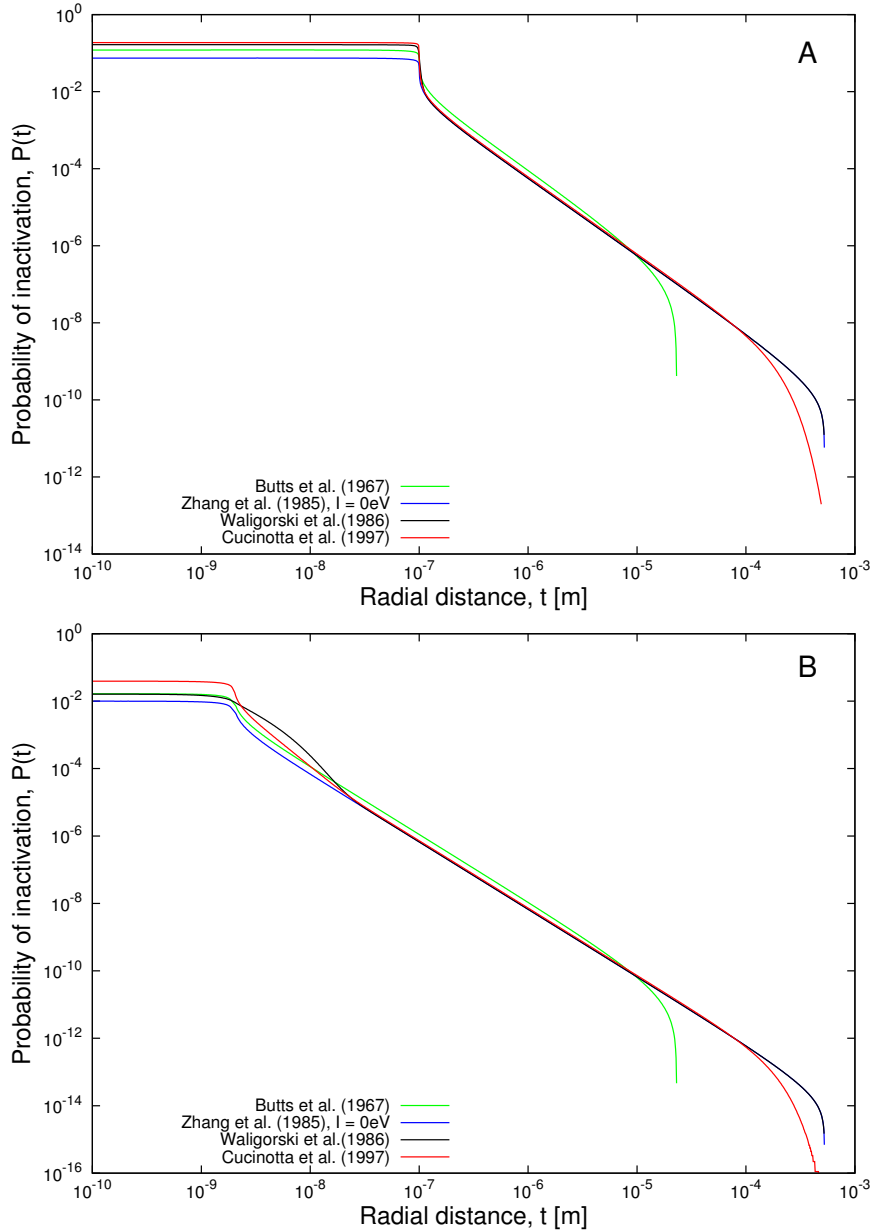 A
Probability of inactivation, P(t)
10^0
10^-2
10^-4
10^-6
10^-8
10^-10
10^-12
10^-14
Butts et al. (1967)
Zhang et al. (1985), I = 0eV
Waligorski et al.(1986)
Cucinotta et al. (1997)
10^-10 10^-9 10^-8 10^-7 10^-6 10^-5 10^-4 10^-3
Radial distance, t [m]
B
Probability of inactivation, P(t)
10^0
10^-2
10^-4
10^-6
10^-8
10^-10
10^-12
10^-14
10^-16
Butts et al. (1967)
Zhang et al. (1985), I = 0eV
Waligorski et al.(1986)
Cucinotta et al. (1997)
10^-10 10^-9 10^-8 10^-7 10^-6 10^-5 10^-4 10^-3
Radial distance, t [m]